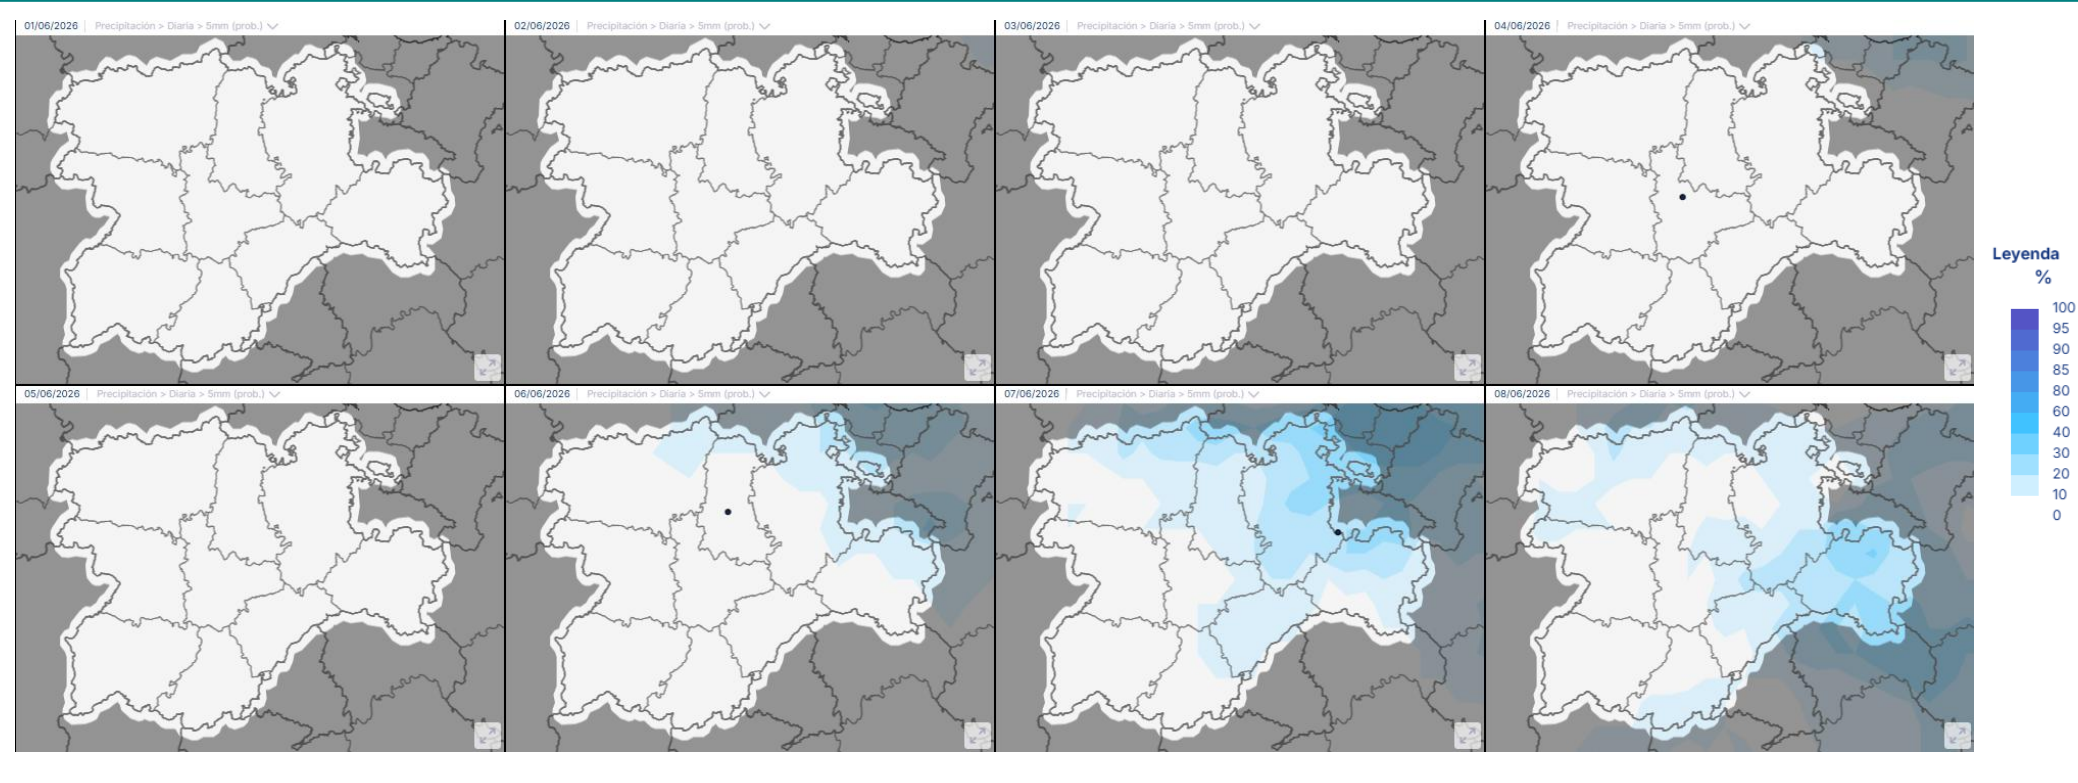 01/06/2026 Precipitación > Diaria > 5mm (prob.)
02/06/2026 Precipitación > Diaria > 5mm (prob.)
03/06/2026 Precipitación > Diaria > 5mm (prob.)
04/06/2026 Precipitación > Diaria > 5mm (prob.)
05/06/2026 Precipitación > Diaria > 5mm (prob.)
06/06/2026 Precipitación > Diaria > 5mm (prob.)
07/06/2026 Precipitación > Diaria > 5mm (prob.)
08/06/2026 Precipitación > Diaria > 5mm (prob.)
Leyenda
%
100
95
90
85
80
60
40
30
20
10
0